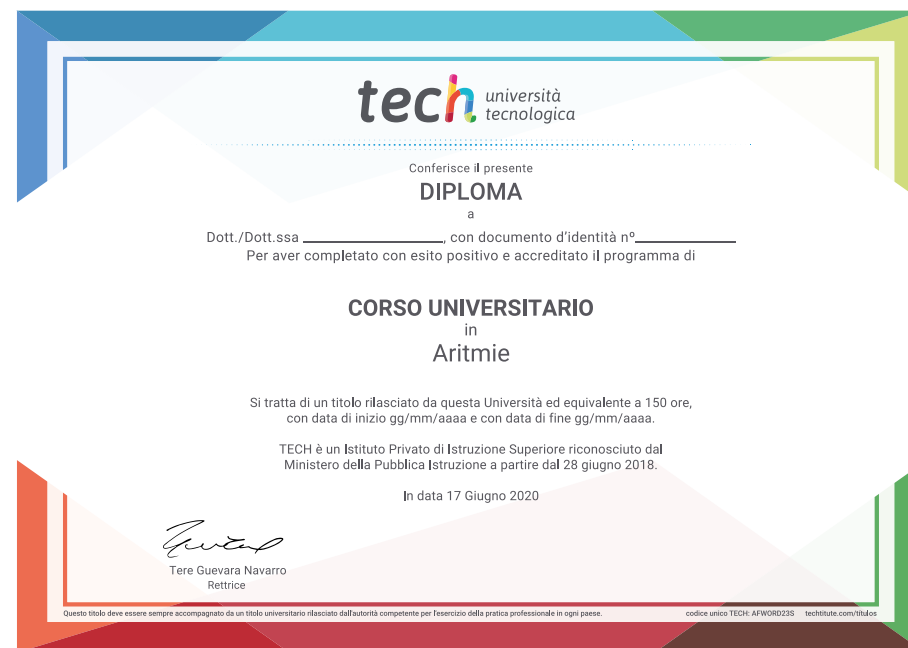 tech università
tecnologica
Conferisce il presente
DIPLOMA
a
Dott./Dott.ssa ____________________, con documento d'identità nº______________
Per aver completato con esito positivo e accreditato il programma di
CORSO UNIVERSITARIO
in
Aritmie
Si tratta di un titolo rilasciato da questa Università ed equivalente a 150 ore,
con data di inizio gg/mm/aaaa e con data di fine gg/mm/aaaa.
TECH è un Istituto Privato di Istruzione Superiore riconosciuto dal
Ministero della Pubblica Istruzione a partire dal 28 giugno 2018.
In data 17 Giugno 2020
Tere Guevara Navarro
Rettrice
Questo titolo deve essere sempre accompagnato da un titolo universitario rilasciato dall'autorità competente per l'esercizio della pratica professionale in ogni paese. codice unico TECH: AFWORD23S techtitute.com/títulos